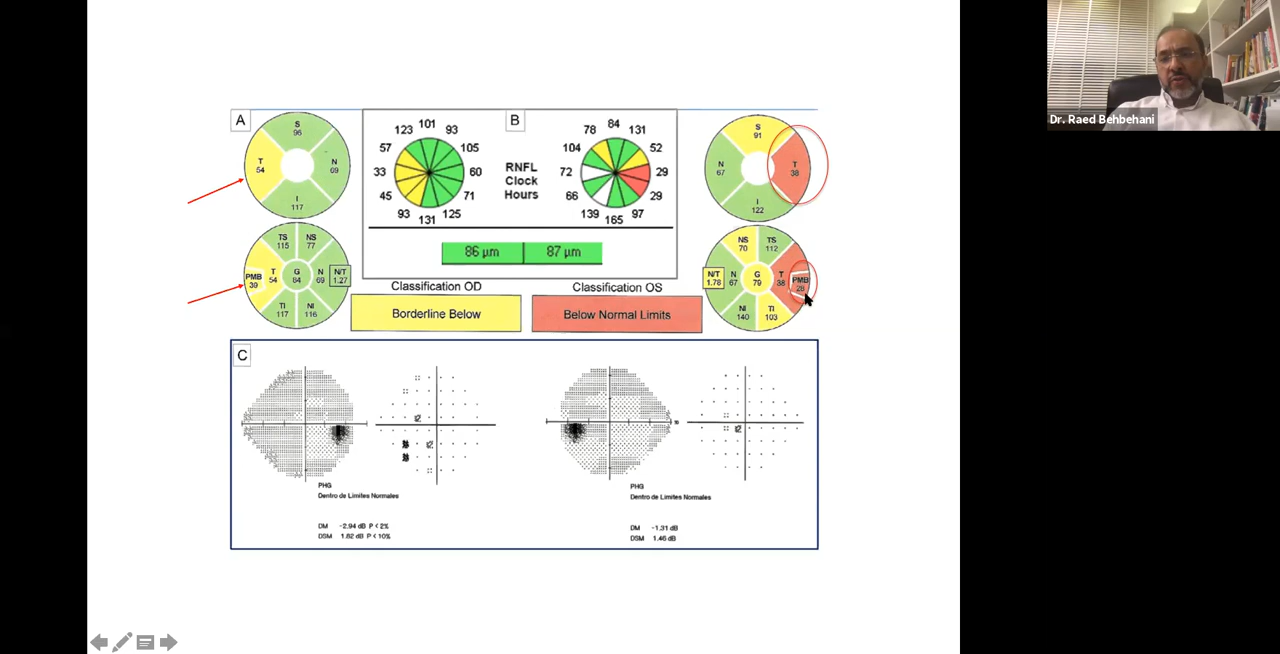 A
S
96
T
54
N
69
I
117
TS
115
NS
77
PMB
39
T
54
G
84
N
69
N/T
1.27
TI
117
NI
116
B
RNFL
Clock
Hours
123 101 93
57 105
33 60
45 71
93 131 125
78 84 131
104 52
72 29
66 29
139 165 97
86 µm 87 µm
Classification OD
Borderline Below
Classification OS
Below Normal Limits
S
91
N
67
T
38
I
122
NS
70
TS
112
N/T
1.78
N
67
G
79
T
38
PMB
28
NI
140
TI
103
C
PHG
Dentro de Limites Normales
DM -2.94 dB P < 2%
DSM 1.82 dB P < 10%
30
PHG
Dentro de Limites Normales
DM -1.31 dB
DSM 1.46 dB
Dr. Raed Behbehani